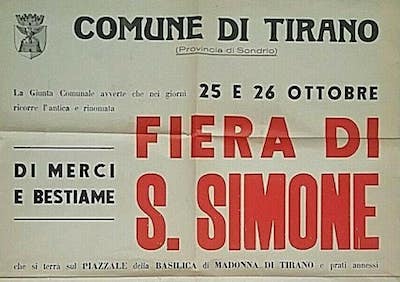 COMUNE DI TIRANO
(Provincia di Sondrio)
La Giunta Comunale avverte che nei giorni
ricorre l'antica e rinomata
25 E 26 OTTOBRE
FIERA DI
S. SIMONE
DI MERCI
E BESTIAME
che si terrà sul PIAZZALE della BASILICA di MADONNA DI TIRANO e prati annessi